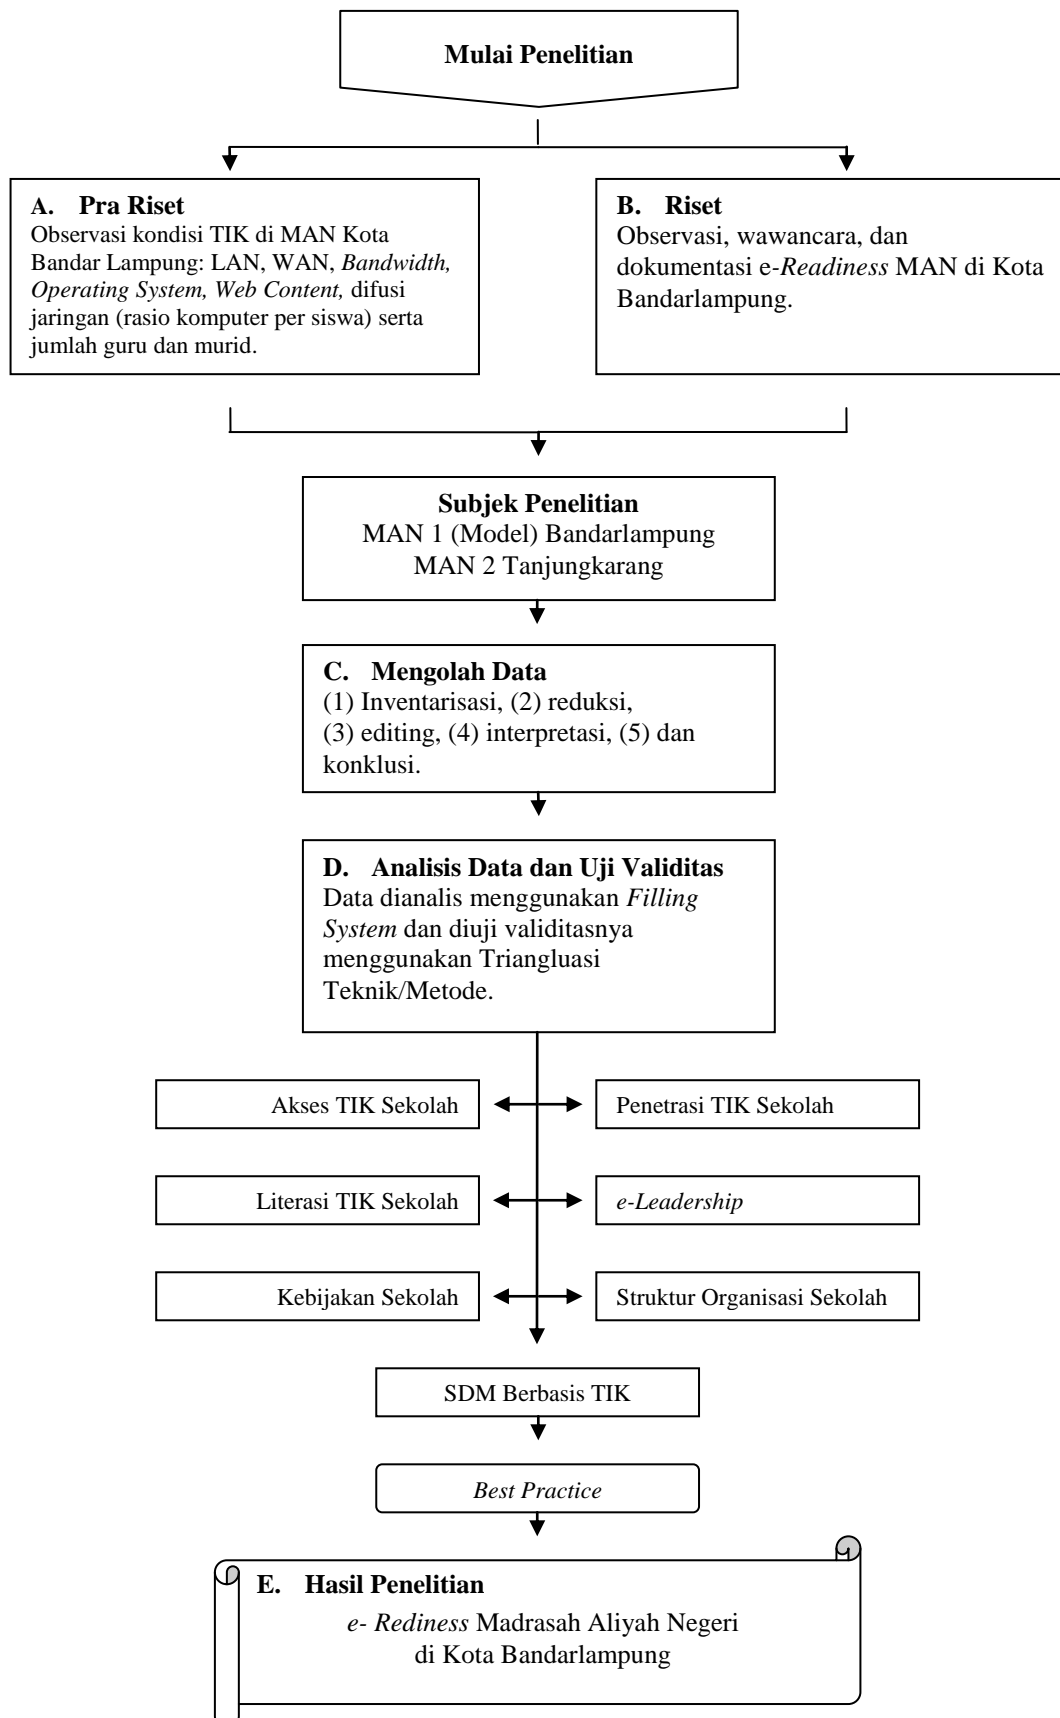 Mulai Penelitian
A. Pra Riset
Observasi kondisi TIK di MAN Kota
Bandar Lampung: LAN, WAN, Bandwidth,
Operating System, Web Content, difusi
jaringan (rasio komputer per siswa) serta
jumlah guru dan murid.
B. Riset
Observasi, wawancara, dan
dokumentasi e-Readiness MAN di Kota
Bandarlampung.
Subjek Penelitian
MAN 1 (Model) Bandarlampung
MAN 2 Tanjungkarang
C. Mengolah Data
(1) Inventarisasi, (2) reduksi,
(3) editing, (4) interpretasi, (5) dan
konklusi.
D. Analisis Data dan Uji Validitas
Data dianalis menggunakan Filling
System dan diuji validitasnya
menggunakan Triangluasi
Teknik/Metode.
Akses TIK Sekolah
Penetrasi TIK Sekolah
Literasi TIK Sekolah
e-Leadership
Kebijakan Sekolah
Struktur Organisasi Sekolah
SDM Berbasis TIK
Best Practice
E. Hasil Penelitian
e- Rediness Madrasah Aliyah Negeri
di Kota Bandarlampung